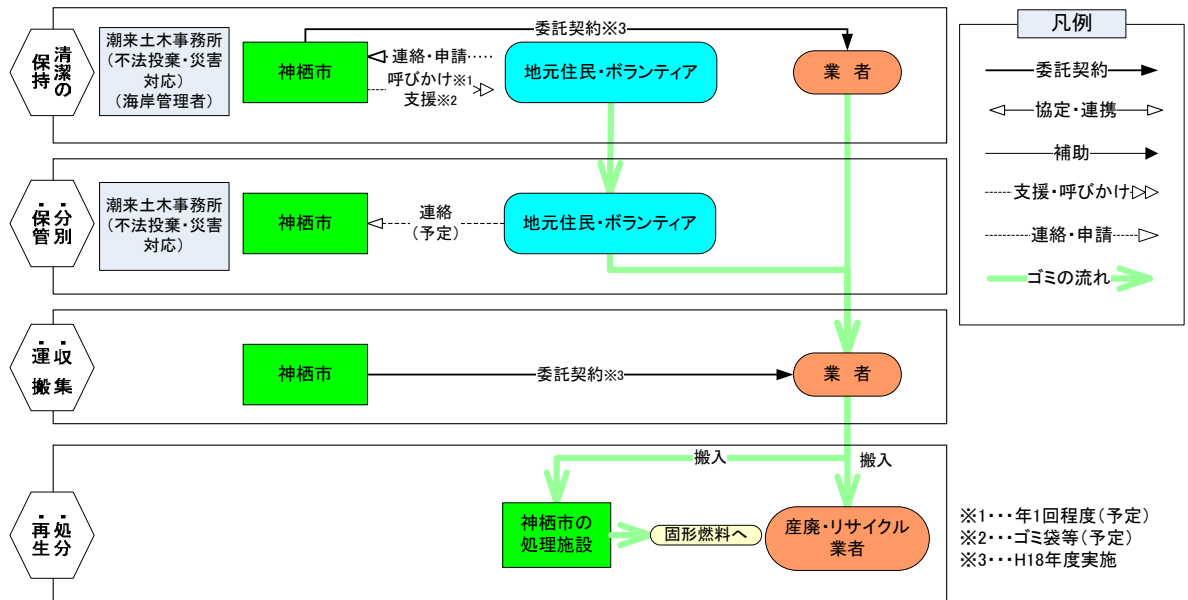 清潔の
保持
潮来土木事務所
(不法投棄・災害
対応)
(海岸管理者)
神栖市
委託契約※3
連絡・申請
呼びかけ※1
支援※2
地元住民・ボランティア
業 者
分別・
保管・
潮来土木事務所
(不法投棄・災害
対応)
神栖市
連絡
(予定)
地元住民・ボランティア
収集・
運搬・
神栖市
委託契約※3
業 者
処分・
再生・
搬入
搬入
神栖市の
処理施設
固形燃料へ
産廃・リサイクル
業者
凡例
委託契約
協定・連携
補助
支援・呼びかけ
連絡・申請
ゴミの流れ
※1・・・年1回程度(予定)
※2・・・ゴミ袋等(予定)
※3・・・H18年度実施